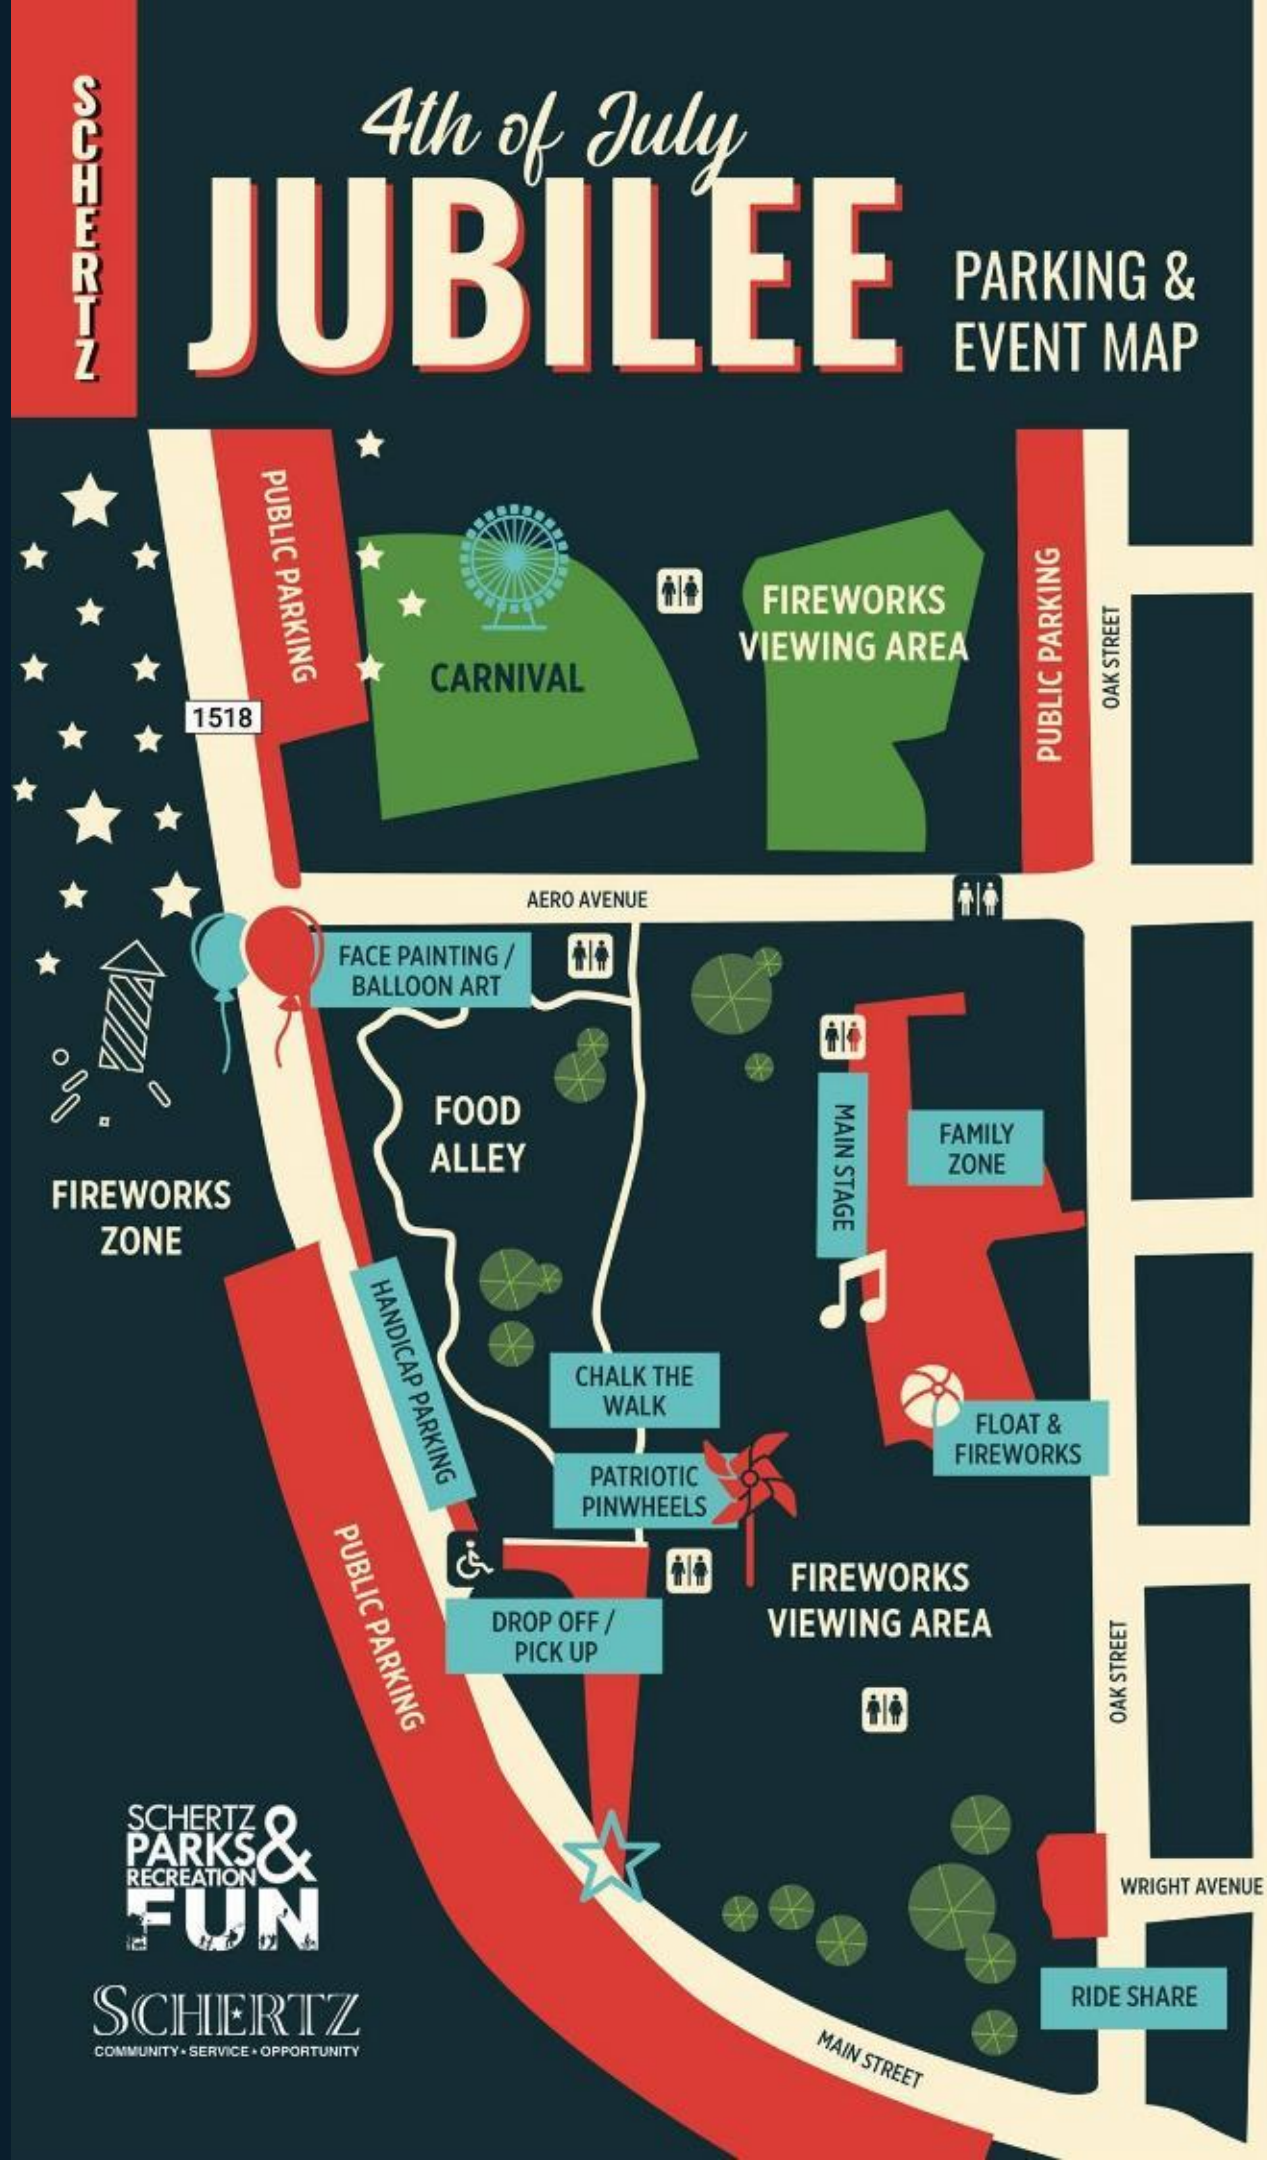 SCHERTZ
4th of July
JUBILEE
PARKING &
EVENT MAP
PUBLIC PARKING
CARNIVAL
FIREWORKS
VIEWING AREA
PUBLIC PARKING
OAK STREET
1518
AERO AVENUE
FACE PAINTING /
BALLOON ART
FOOD
ALLEY
MAIN STAGE
FAMILY
ZONE
FIREWORKS
ZONE
HANDICAP PARKING
CHALK THE
WALK
FLOAT &
FIREWORKS
PATRIOTIC
PINWHEELS
PUBLIC PARKING
FIREWORKS
VIEWING AREA
DROP OFF /
PICK UP
OAK STREET
SCHERTZ
PARKS &
RECREATION
FUN
WRIGHT AVENUE
RIDE SHARE
SCHERTZ
COMMUNITY • SERVICE • OPPORTUNITY
MAIN STREET